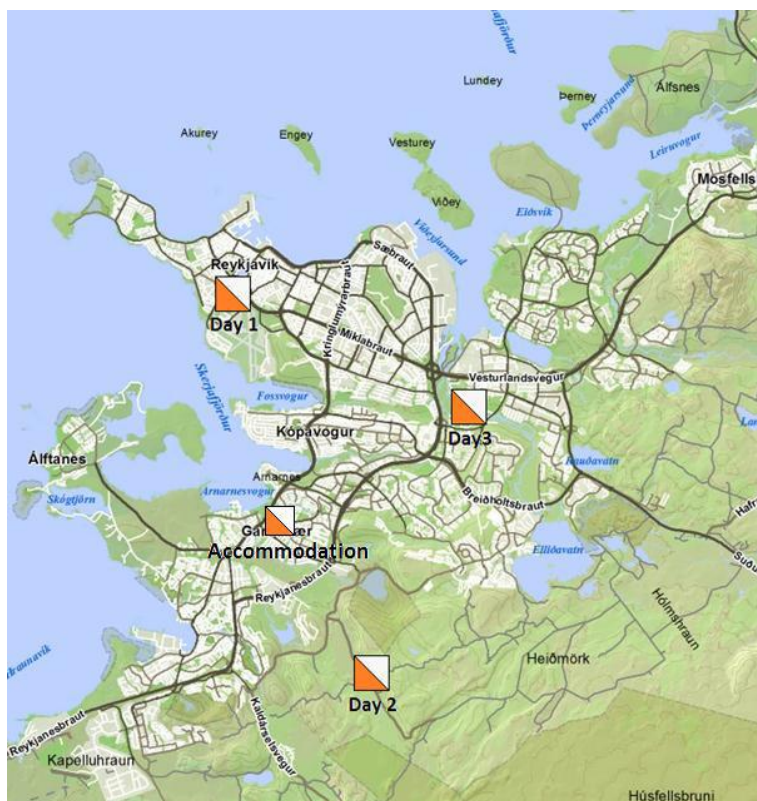 Lundey
Þerney
Álfsnes
Þerneyjarsund
Leiruvogur
Akurey
Engey
Vesturey
Mosfells
Viðey
Eiðsvík
Viðeyjarsund
Sæbraut
Reykjavík
Kringlumýrarbraut
Day 1
Miklabraut
Skerjafjörður
Vesturlandsvegur
Fossvogur
Day3
Kópavogur
Álftanes
Arnarnes
Rauðavatn
Skógtjörn
Arnarnesvogur
Breiðholtsbraut
Accommodation
Elliðavatn
Reykjanesbraut
Hólmshraun
Heiðmörk
Day 2
Kaldárselsvegur
Reykjanesbraut
Kapelluhraun
Húsfellsbruni